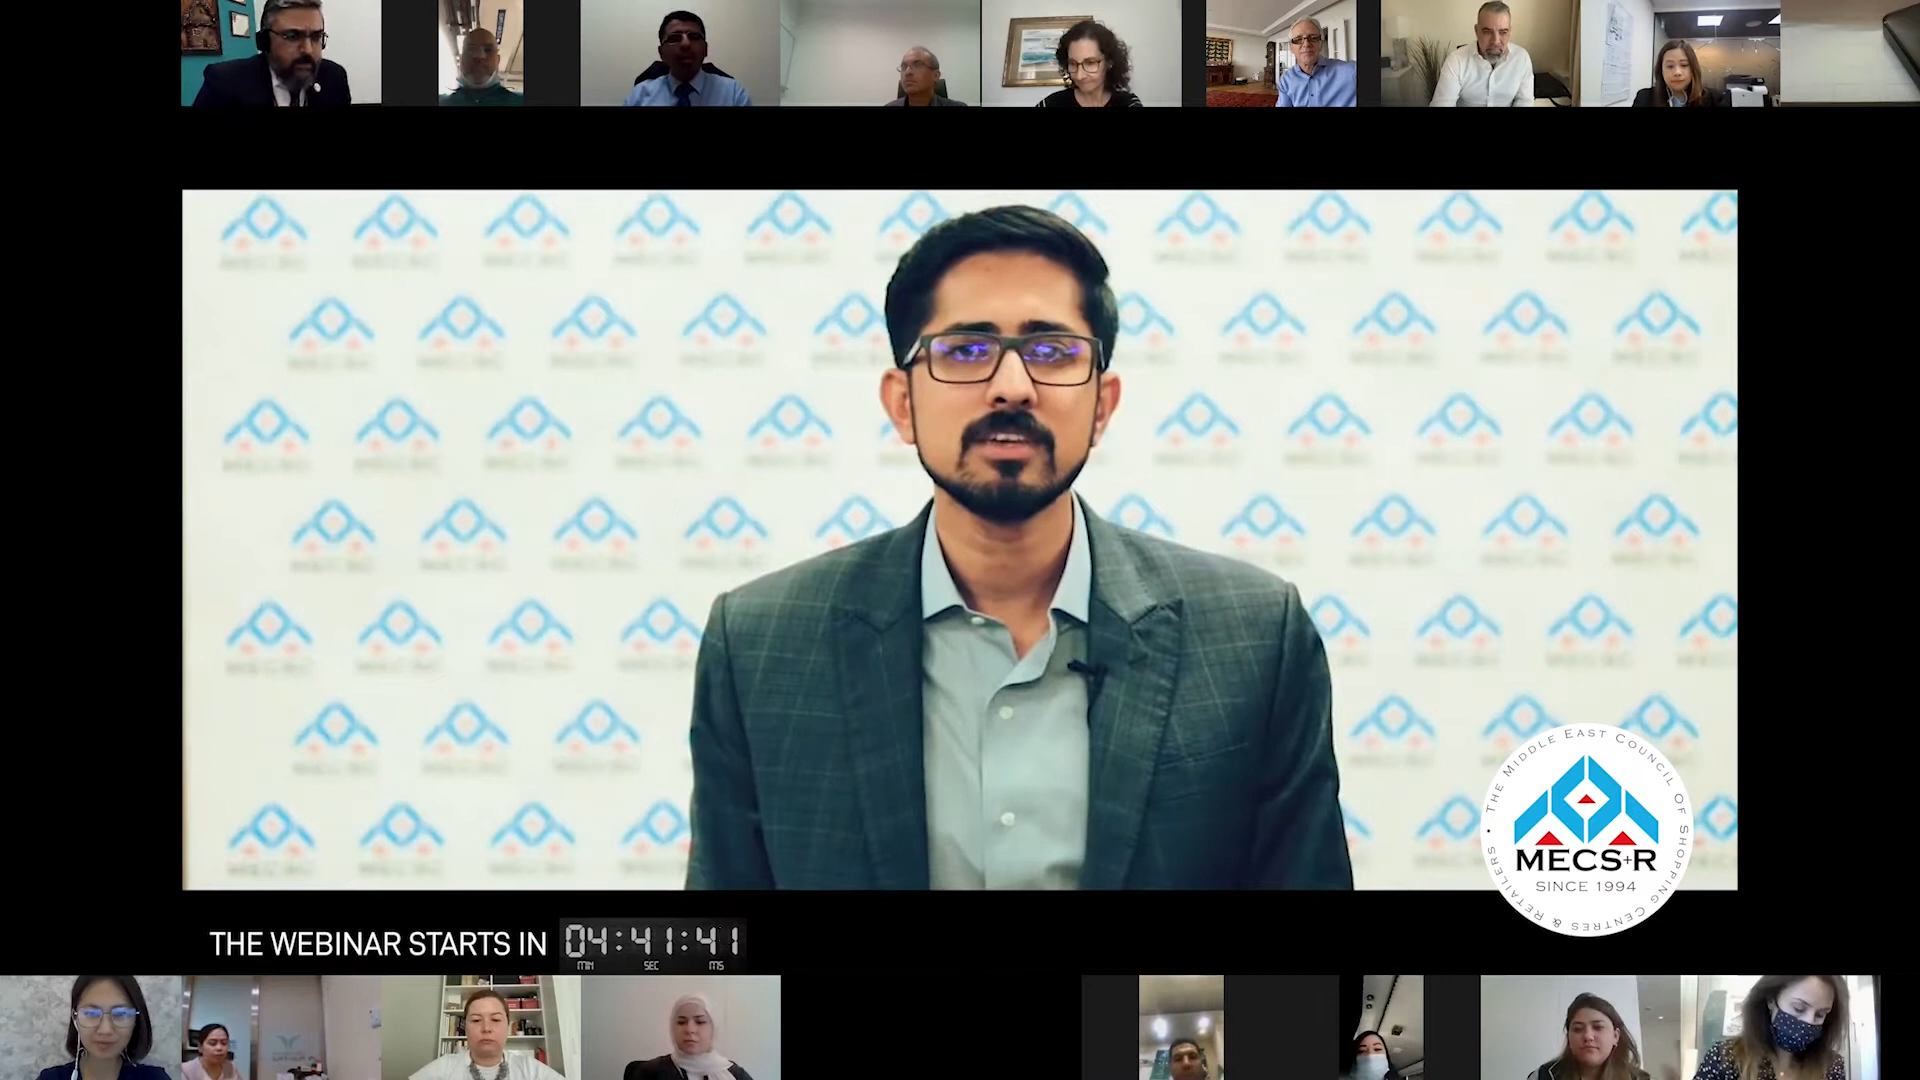 THE MIDDLE EAST COUNCIL OF SHOPPING CENTRES & RETAILERS •
MECS+R
SINCE 1994
THE WEBINAR STARTS IN 04:41:41
MIN SEC MS